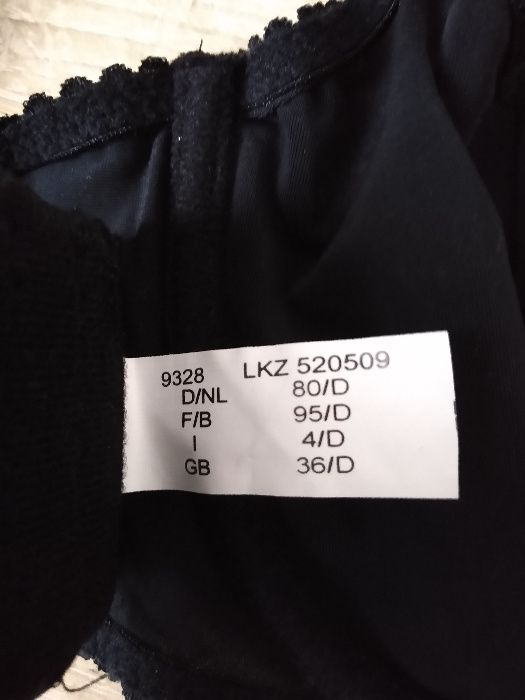 9328 LKZ 520509
D/NL 80/D
F/B 95/D
I 4/D
GB 36/D